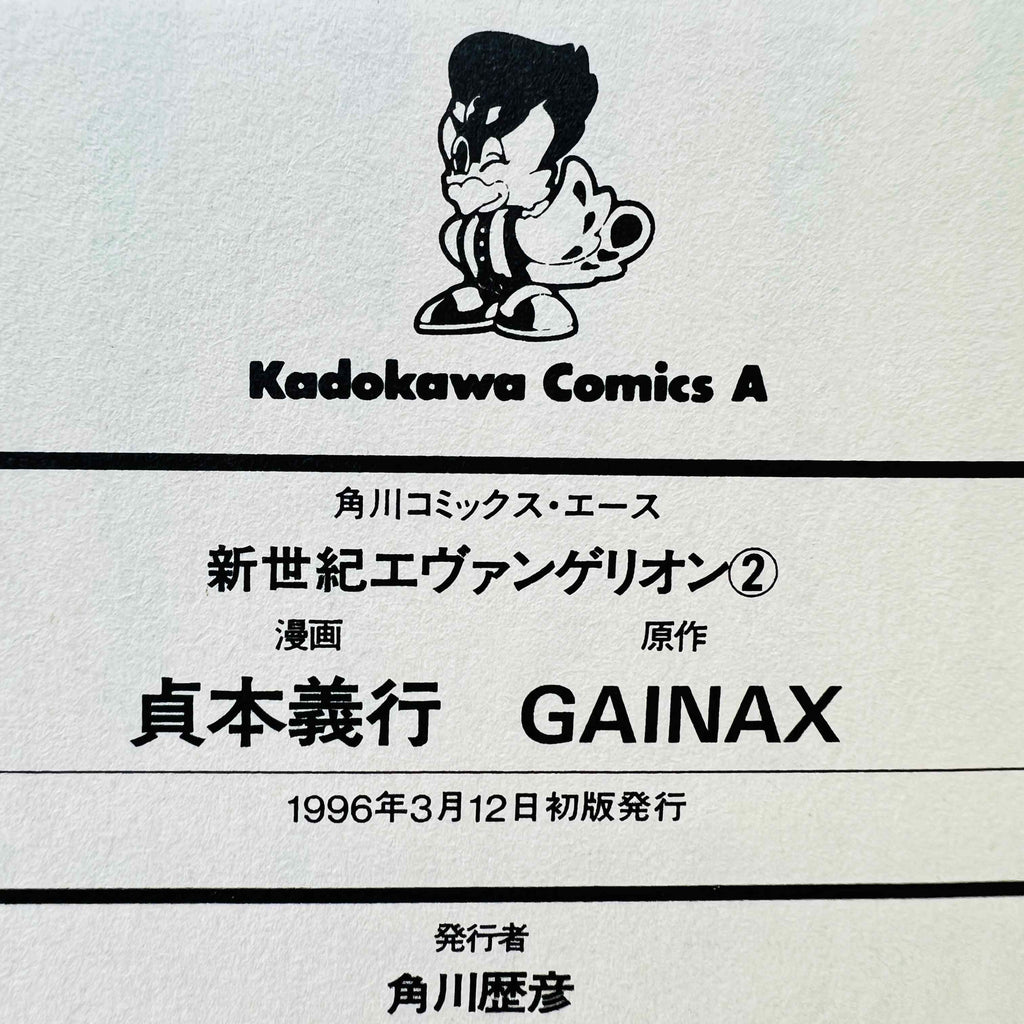 Kadokawa Comics A
角川コミックス・エース
新世紀エヴァンゲリオン②
漫画 原作
貞本義行 GAINAX
1996年3月12日初版発行
発行者
角川歴彦